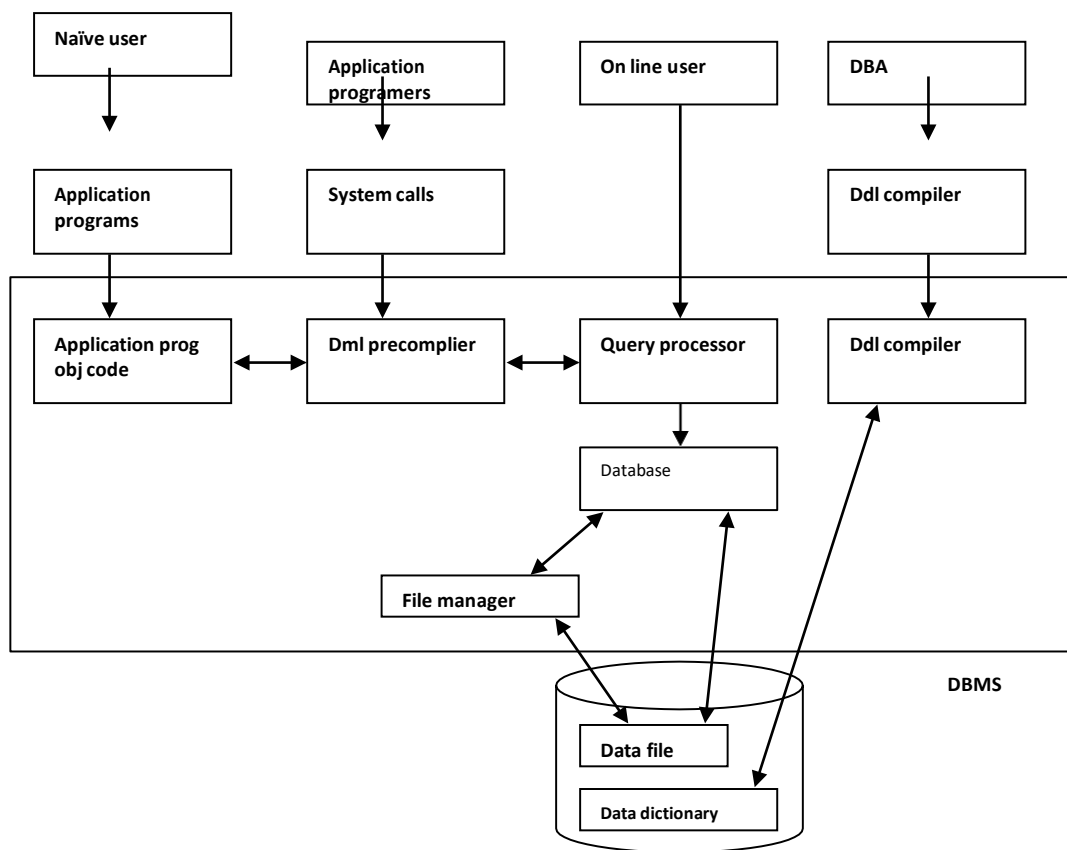 Naïve user
Application
programers
On line user
DBA
Application
programs
System calls
Ddl compiler
Application prog
obj code
Dml precomplier
Query processor
Ddl compiler
Database
File manager
DBMS
Data file
Data dictionary